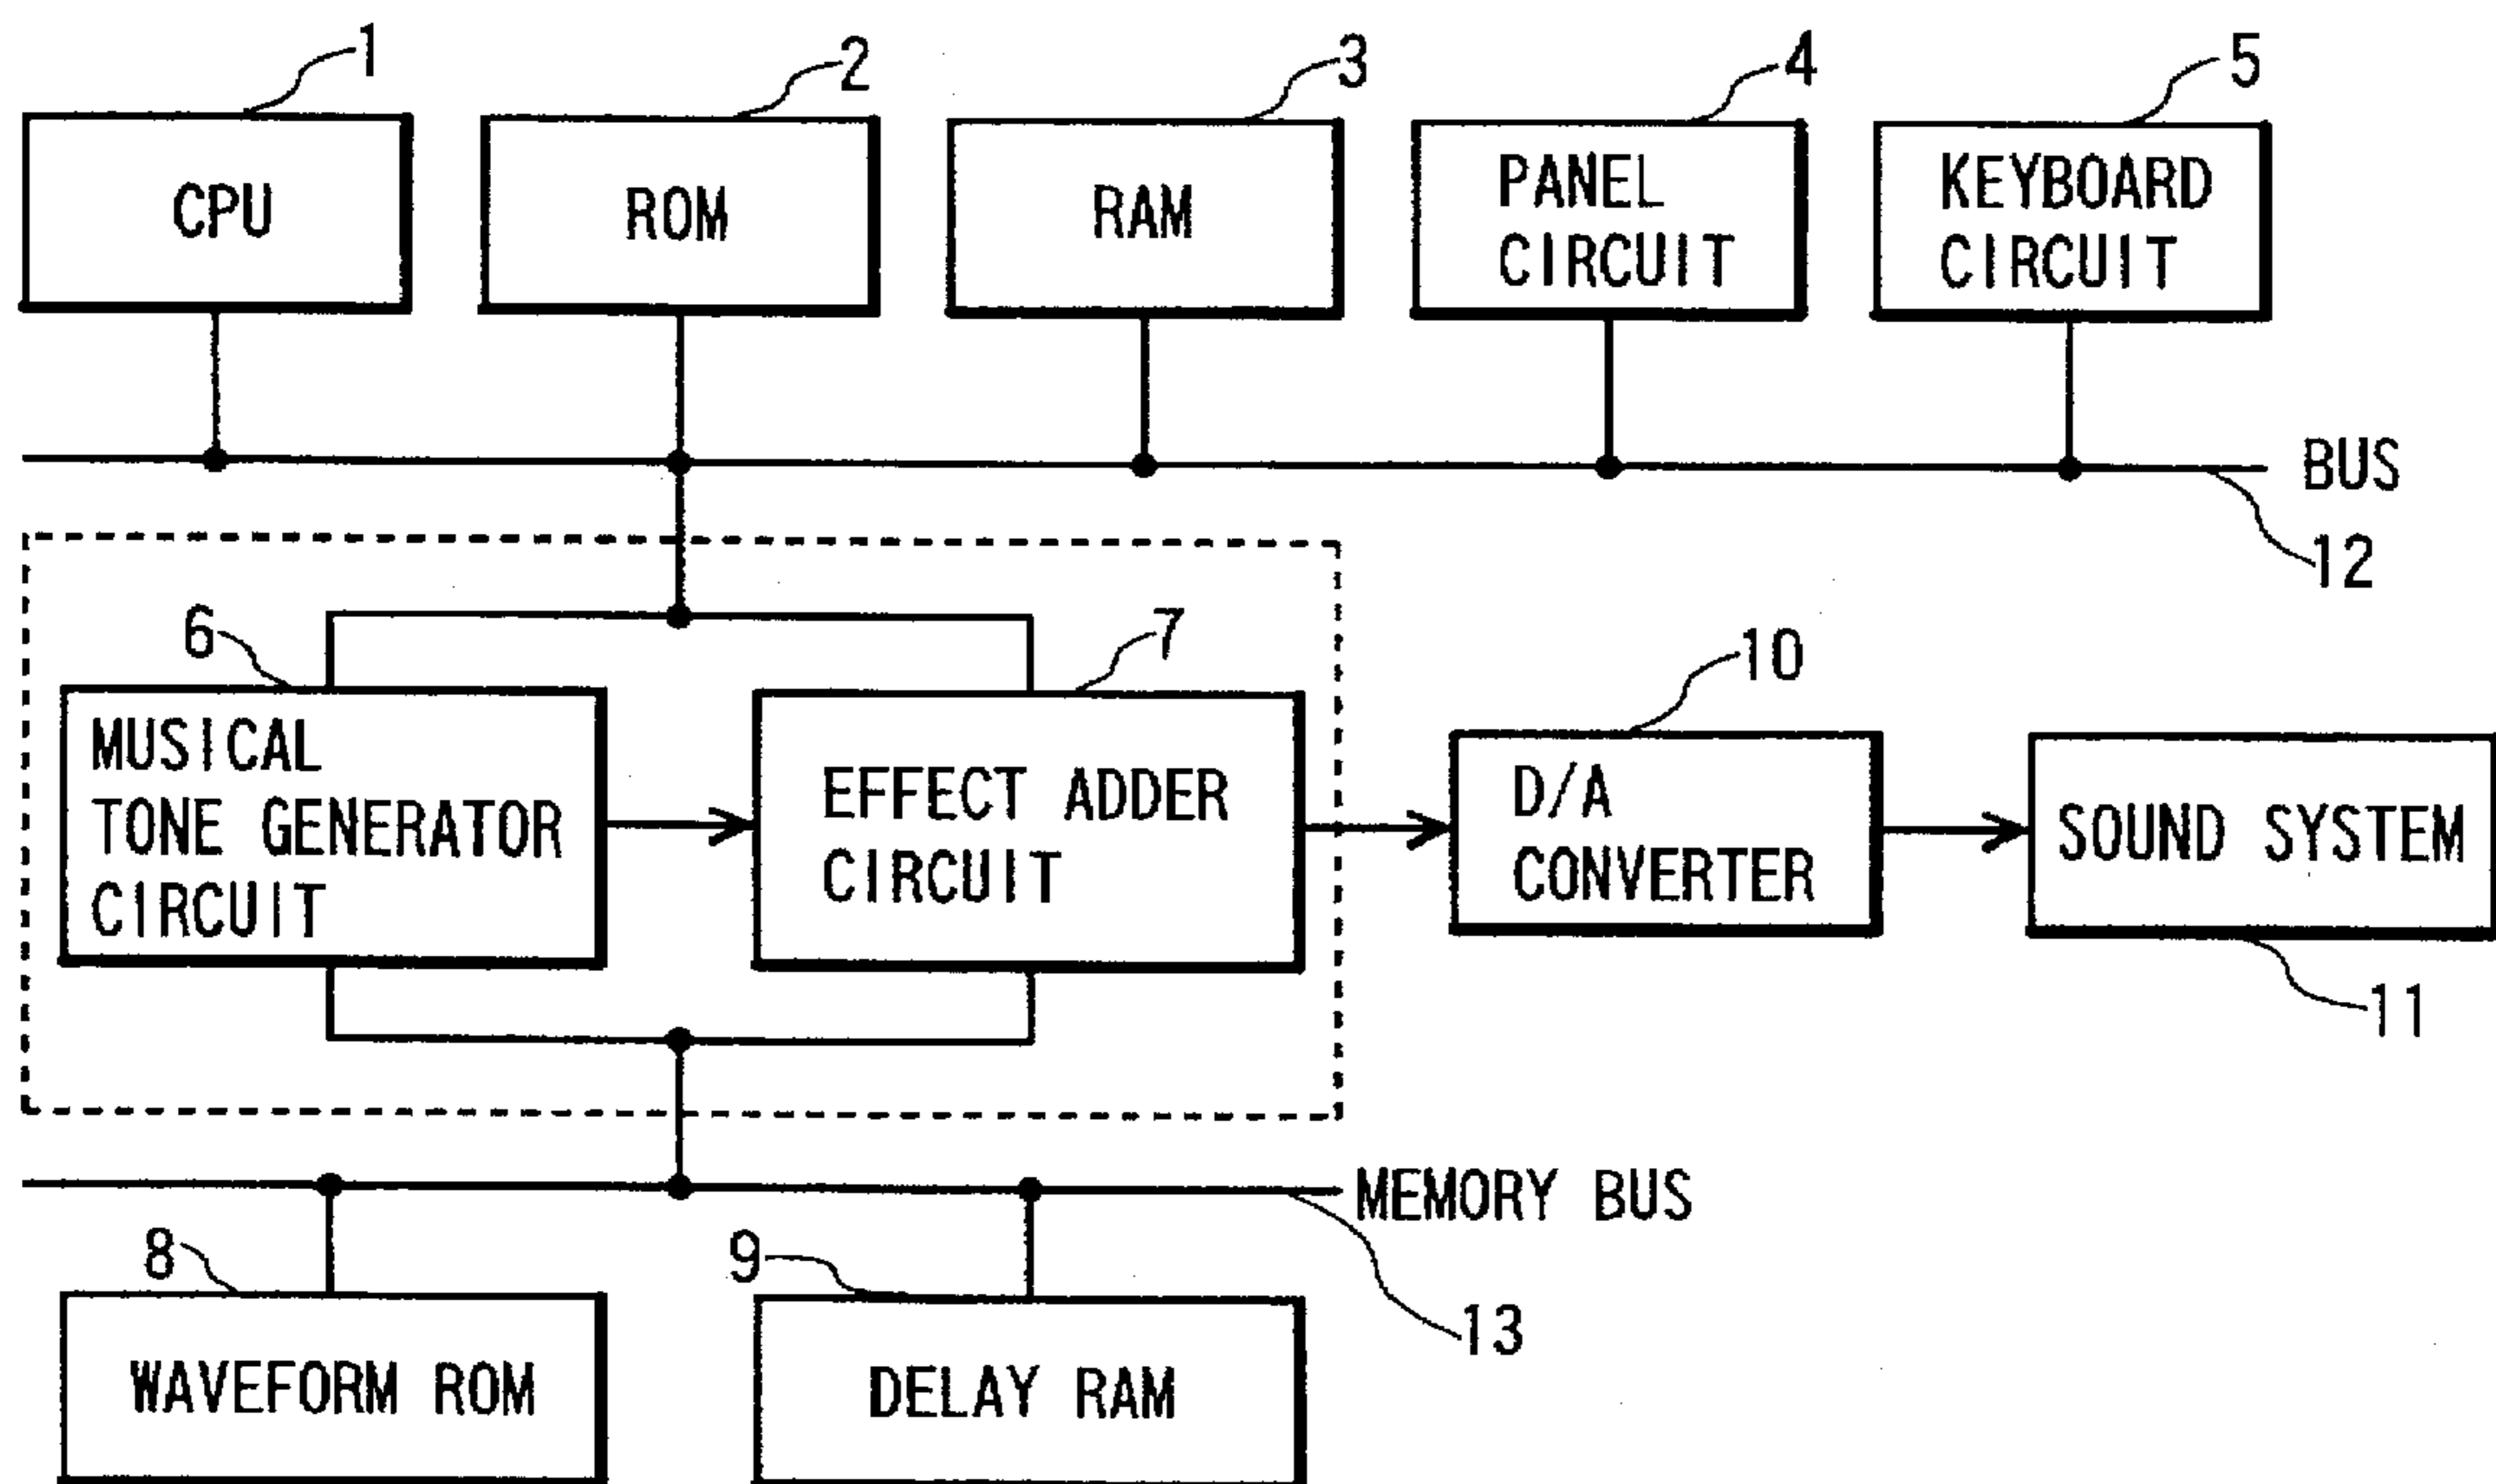 1
2
3
4
5
CPU
ROM
RAM
PANEL
CIRCUIT
KEYBOARD
CIRCUIT
BUS
12
6
7
10
MUSICAL
TONE GENERATOR
CIRCUIT
EFFECT ADDER
CIRCUIT
D/A
CONVERTER
SOUND SYSTEM
11
MEMORY BUS
13
8
9
WAVEFORM ROM
DELAY RAM